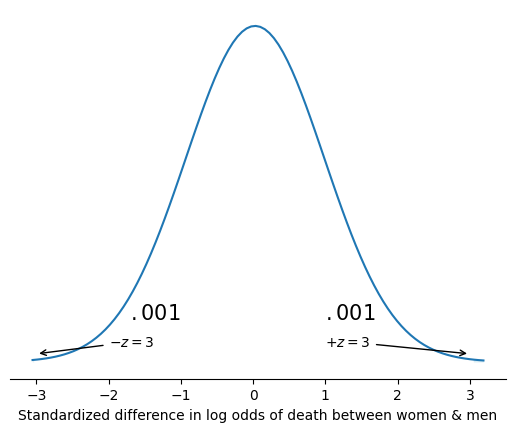 .001 .001
−z = 3 +z = 3
−3 −2 −1 0 1 2 3
Standardized difference in log odds of death between women & men